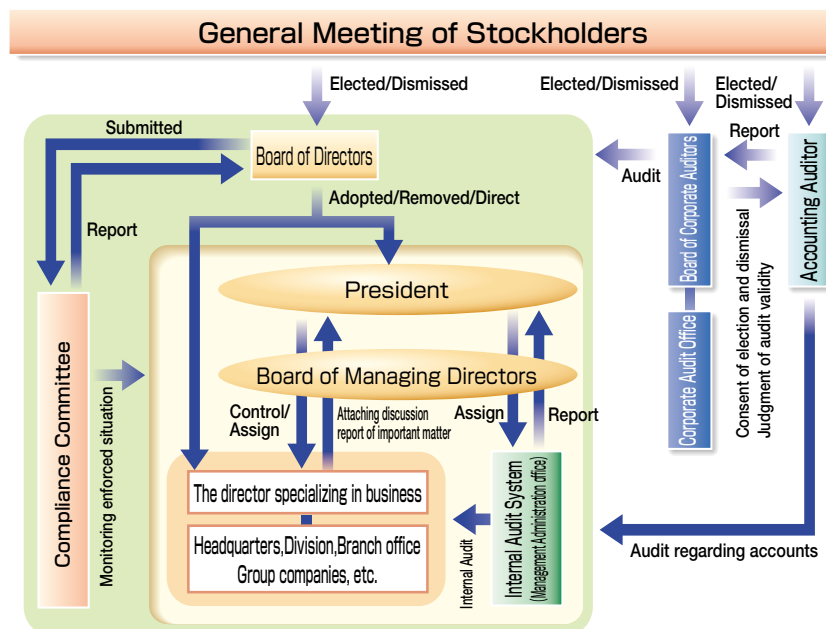 General Meeting of Stockholders
Elected/Dismissed
Elected/Dismissed
Elected/
Dismissed
Submitted
Board of Directors
Report
Audit
Board of Corporate Auditors
Accounting Auditor
Adopted/Removed/Direct
Report
President
Compliance Committee
Monitoring enforced situation
Board of Managing Directors
Control/
Assign
Attaching discussion
report of important matter
Assign
Report
Corporate Audit Office
Consent of election and dismissal
Judgment of audit validity
The director specializing in business
Headquarters,Division,Branch office
Group companies, etc.
Internal Audit
Internal Audit System
(Management Administration office)
Audit regarding accounts